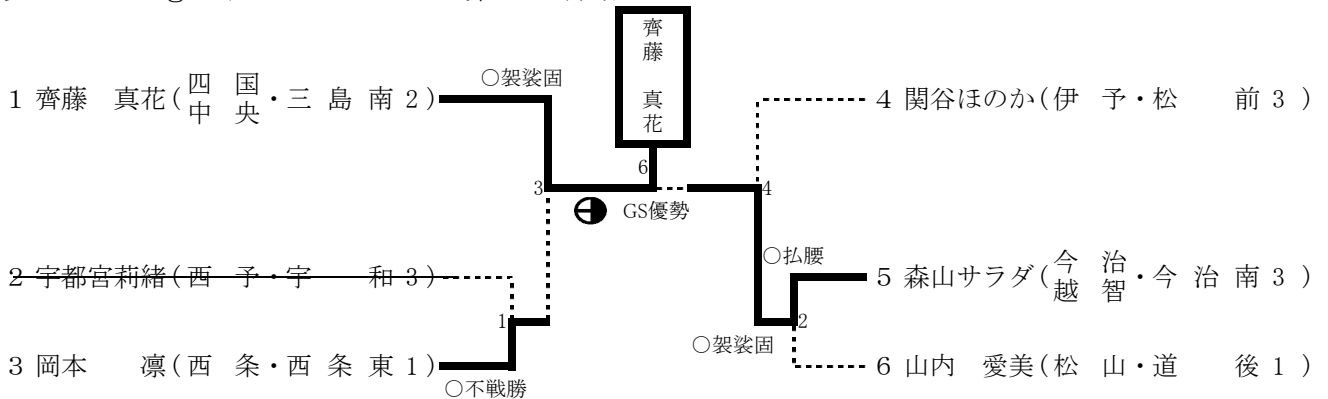 齊藤 真花
○袈裟固
1 齊藤 真花(四国中央・三島南2)
4 関谷ほのか(伊予・松前3)
6
3
4
GS優勢
○払腰
2 宇都宮莉緒(西予・宇和3)
5 森山サラダ(今治越智・今治南3)
1
2
○袈裟固
3 岡本 凛(西条・西条東1)
6 山内 愛美(松山・道後1)
○不戦勝